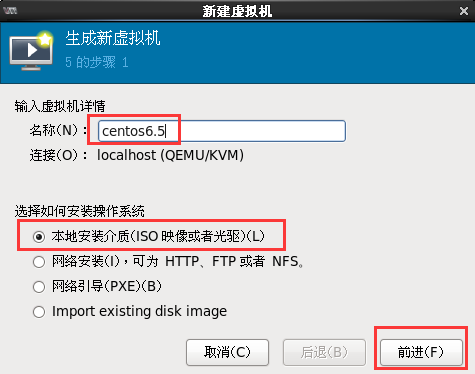 新建虚拟机
生成新虚拟机
5 的步骤 1
输入虚拟机详情
名称(N)： centos6.5
连接(O)： localhost (QEMU/KVM)
选择如何安装操作系统
本地安装介质(ISO 映像或者光驱)(L)
网络安装(I)，可为 HTTP、FTP 或者 NFS。
网络引导(PXE)(B)
Import existing disk image
取消(C) 后退(B) 前进(F)